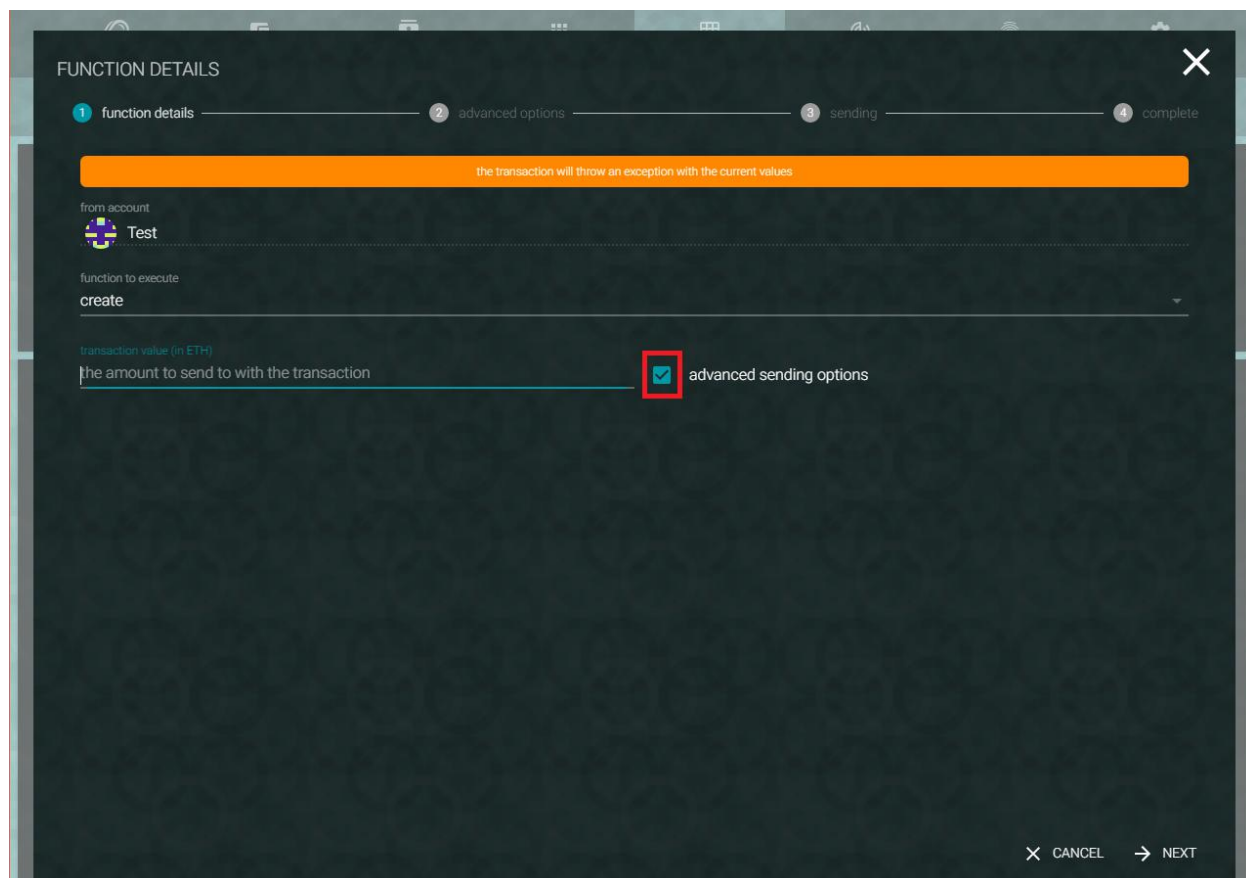 FUNCTION DETAILS
1 function details 2 advanced options 3 sending 4 complete
the transaction will throw an exception with the current values
from account
Test
function to execute
create
transaction value (in ETH)
the amount to send to with the transaction
advanced sending options
CANCEL NEXT